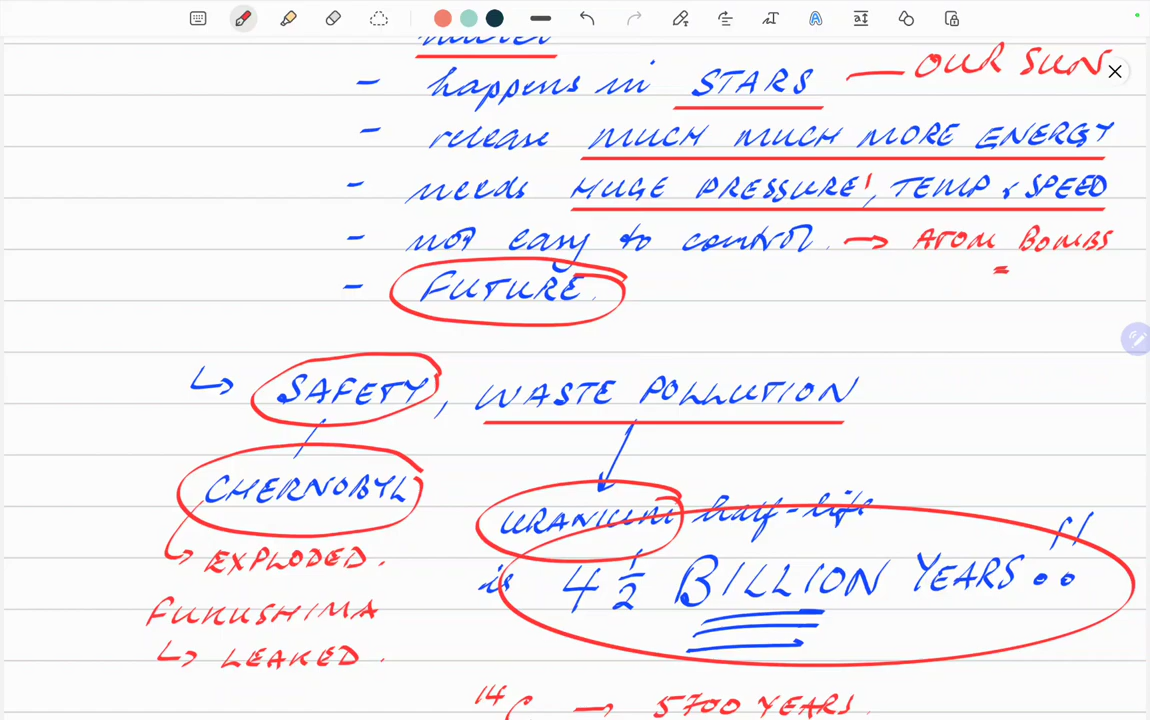 - happens in STARS — OUR SUN
- release MUCH MUCH MORE ENERGY
- needs HUGE PRESSURE, TEMP & SPEED
- not easy to control. → ATOM BOMBS
- FUTURE.
↳ SAFETY, WASTE POLLUTION
CHERNOBYL
URANIUM half-life
↳ EXPLODED.
is 4 1/2 BILLION YEARS !!
FUKUSHIMA
↳ LEAKED.
¹⁴C → 5700 YEARS.